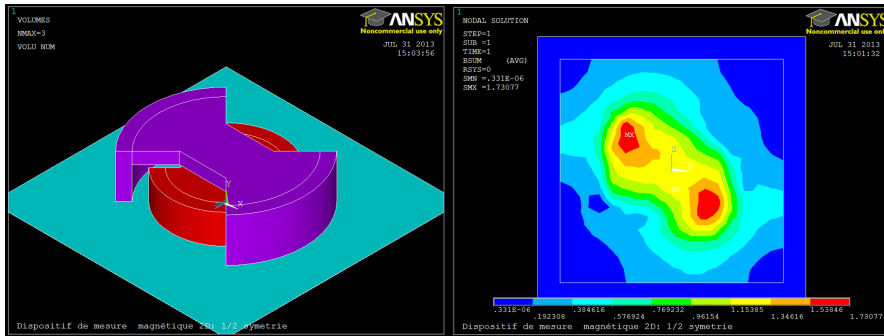 1
VOLUMES
NMAX=3
VOLU NUM
ANSYS
Noncommercial use only
JUL 31 2013
15:03:56
Y
X
Dispositif de mesure magnétique 2D: 1/2 symetrie
1
NODAL SOLUTION
STEP=1
SUB =1
TIME=1
BSUM (AVG)
RSYS=0
SMN =.331E-06
SMX =1.73077
ANSYS
Noncommercial use only
JUL 31 2013
15:01:32
MX
.331E-06 .384616 .769232 1.15385 1.53846
.192308 .576924 .96154 1.34616 1.73077
Dispositif de mesure magnétique 2D: 1/2 symetrie